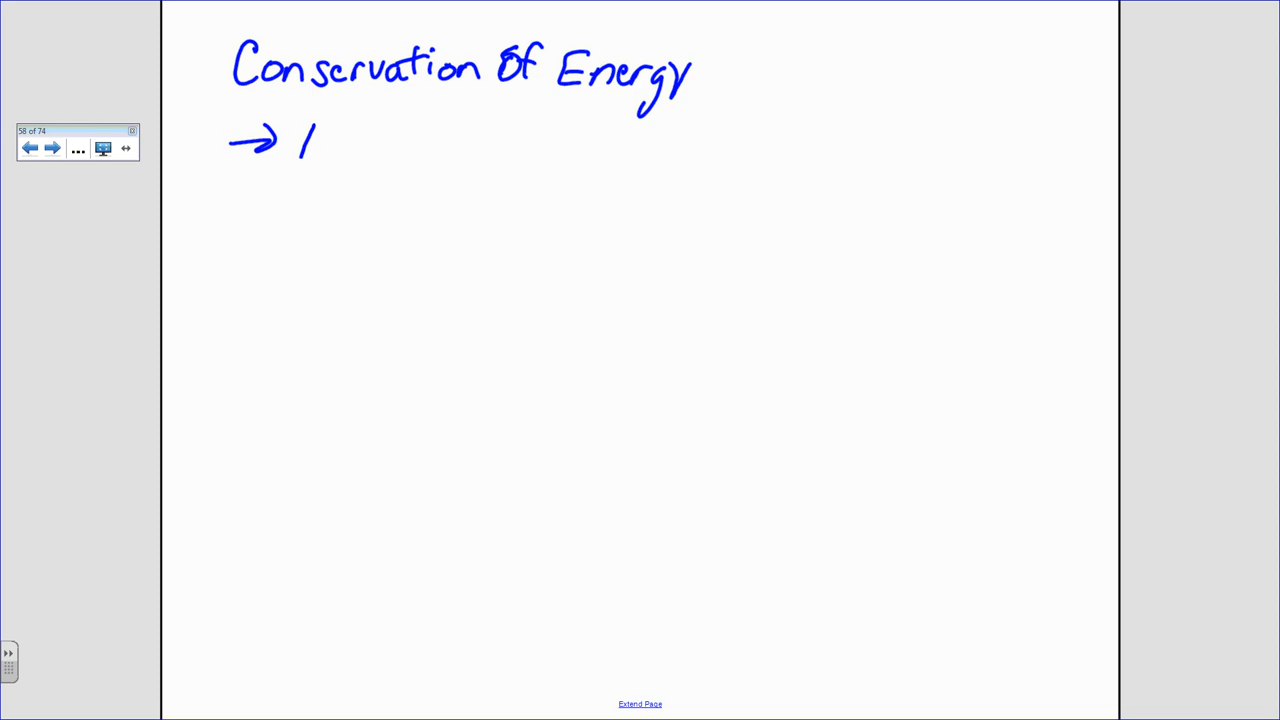 Conservation Of Energy
→ /
58 of 74
...
Extend Page